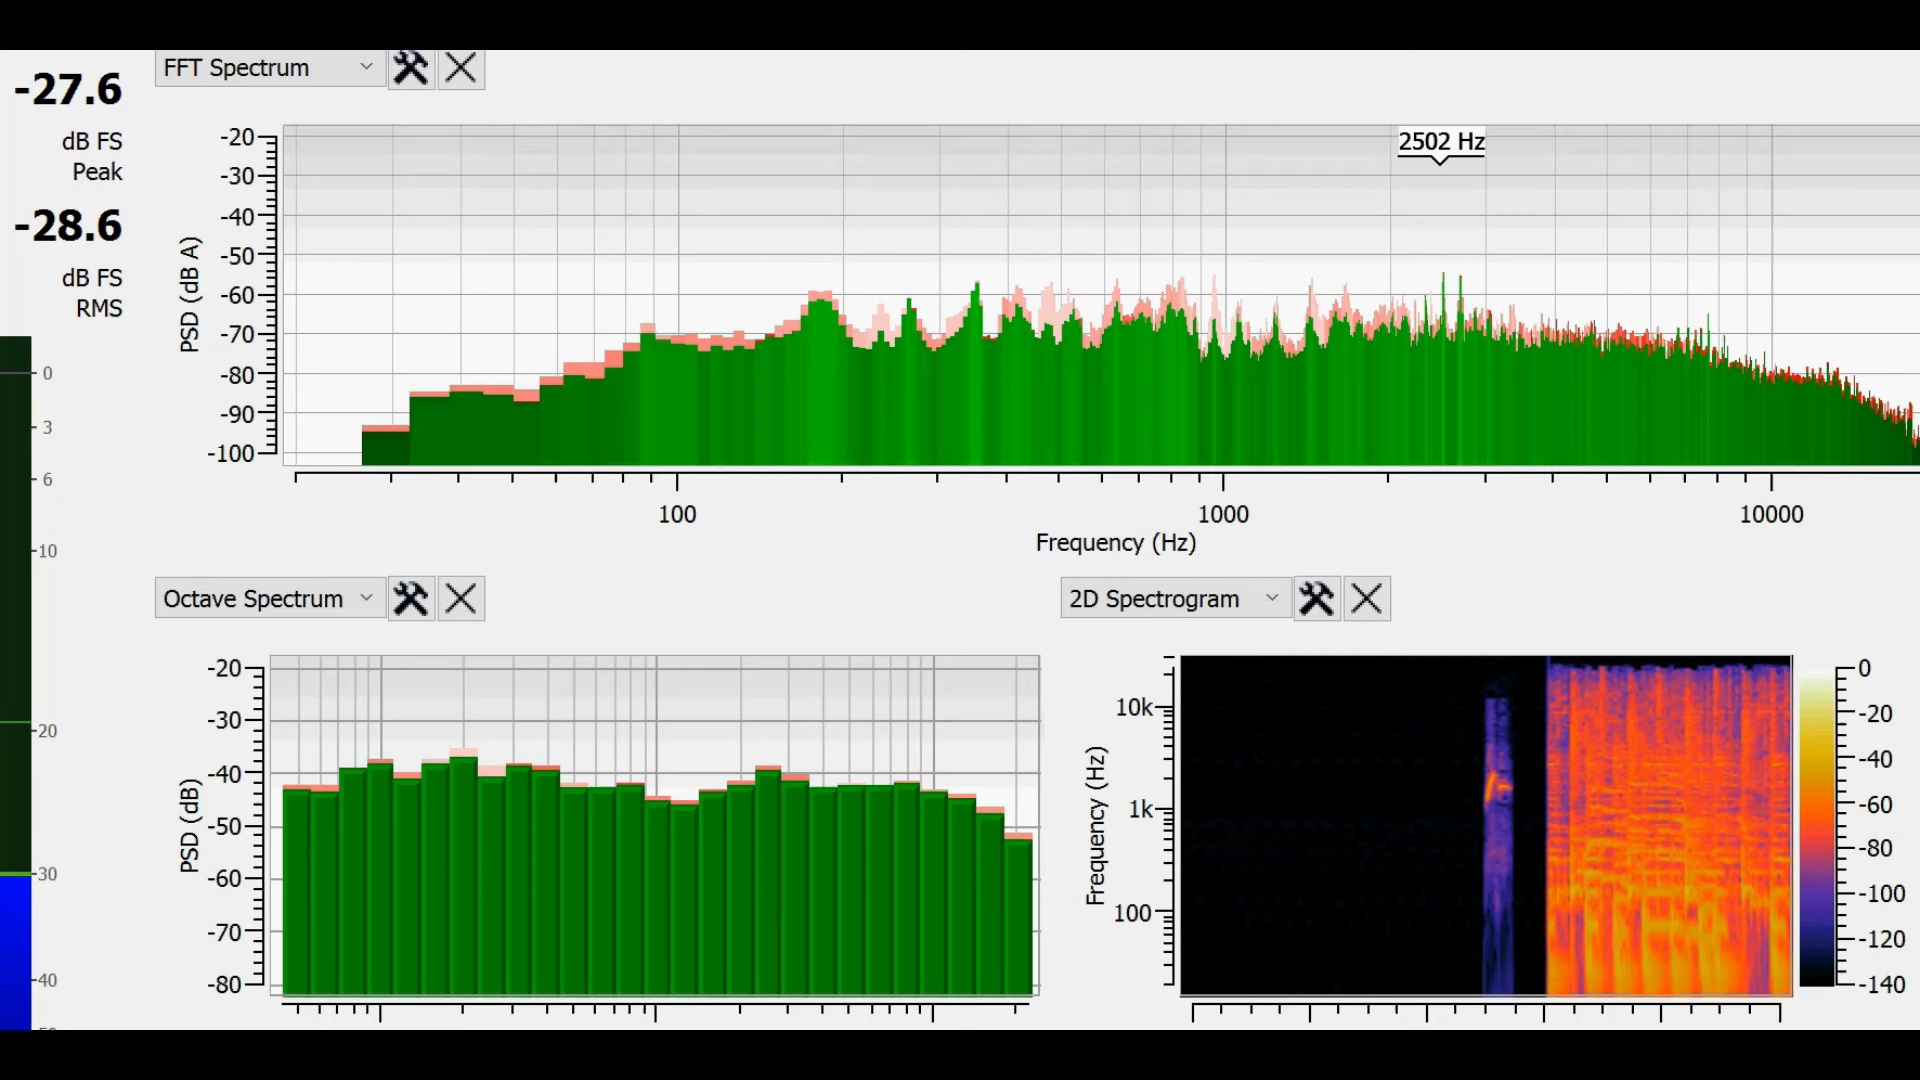 -27.6
dB FS
Peak
-28.6
dB FS
RMS
0
3
6
10
20
30
40
FFT Spectrum
-20
-30
-40
-50
-60
-70
-80
-90
-100
PSD (dB A)
2502 Hz
100
1000
10000
Frequency (Hz)
Octave Spectrum
-20
-30
-40
-50
-60
-70
-80
PSD (dB)
2D Spectrogram
10k
1k
100
Frequency (Hz)
0
-20
-40
-60
-80
-100
-120
-140